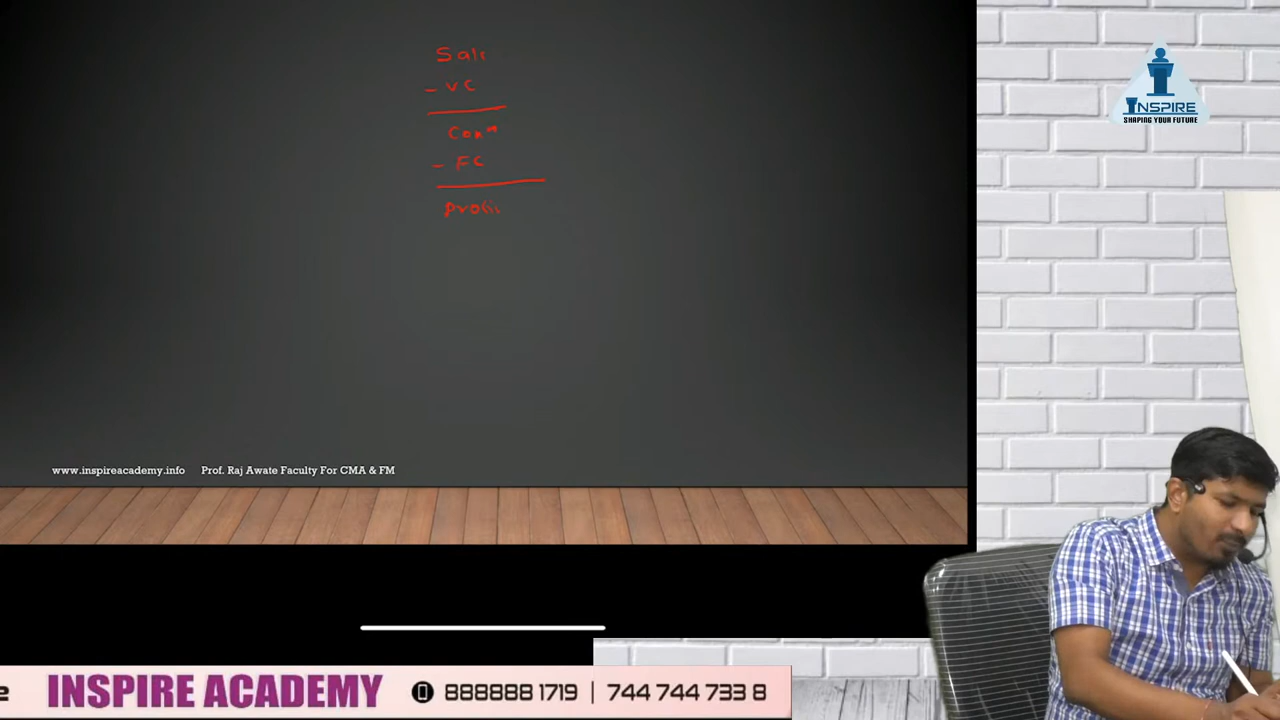 Sale
- VC
Conⁿ
- FC
Profit
INSPIRE
SHAPING YOUR FUTURE
www.inspireacademy.info Prof. Raj Awate Faculty For CMA & FM
e INSPIRE ACADEMY 888888 1719 | 744 744 733 8